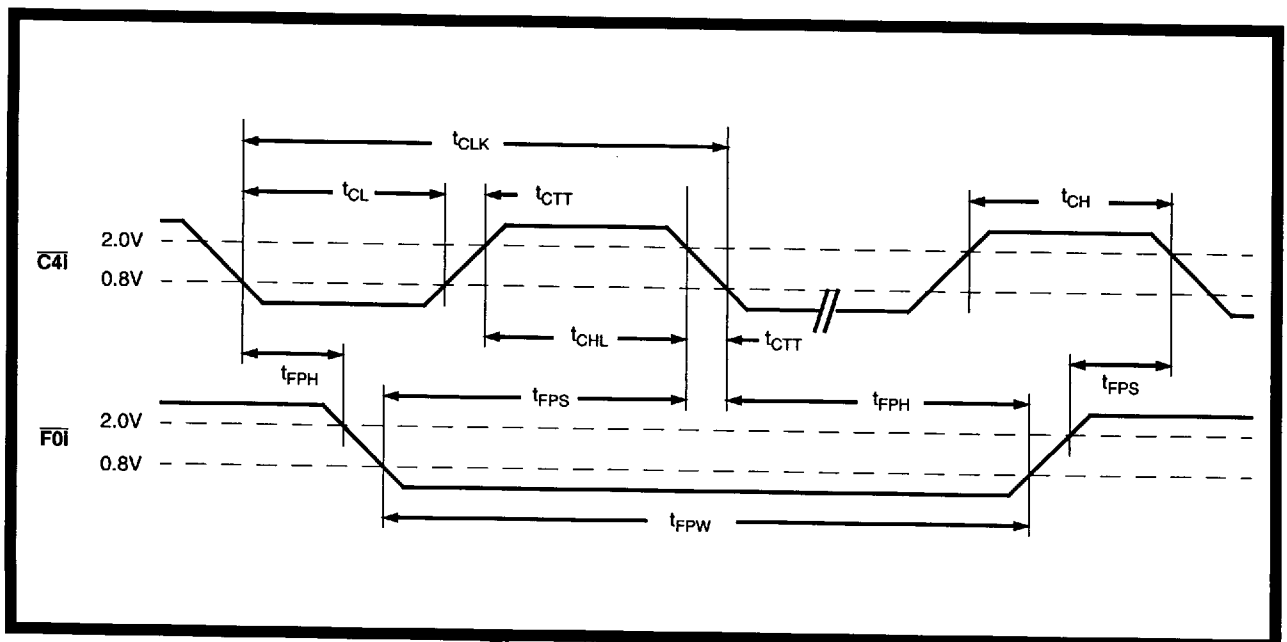 tCLK
tCL
tCTT
tCH
C4i
2.0V
0.8V
tCHL
tCTT
tFPH
tFPS
tFPH
tFPS
F0i
2.0V
0.8V
tFPW